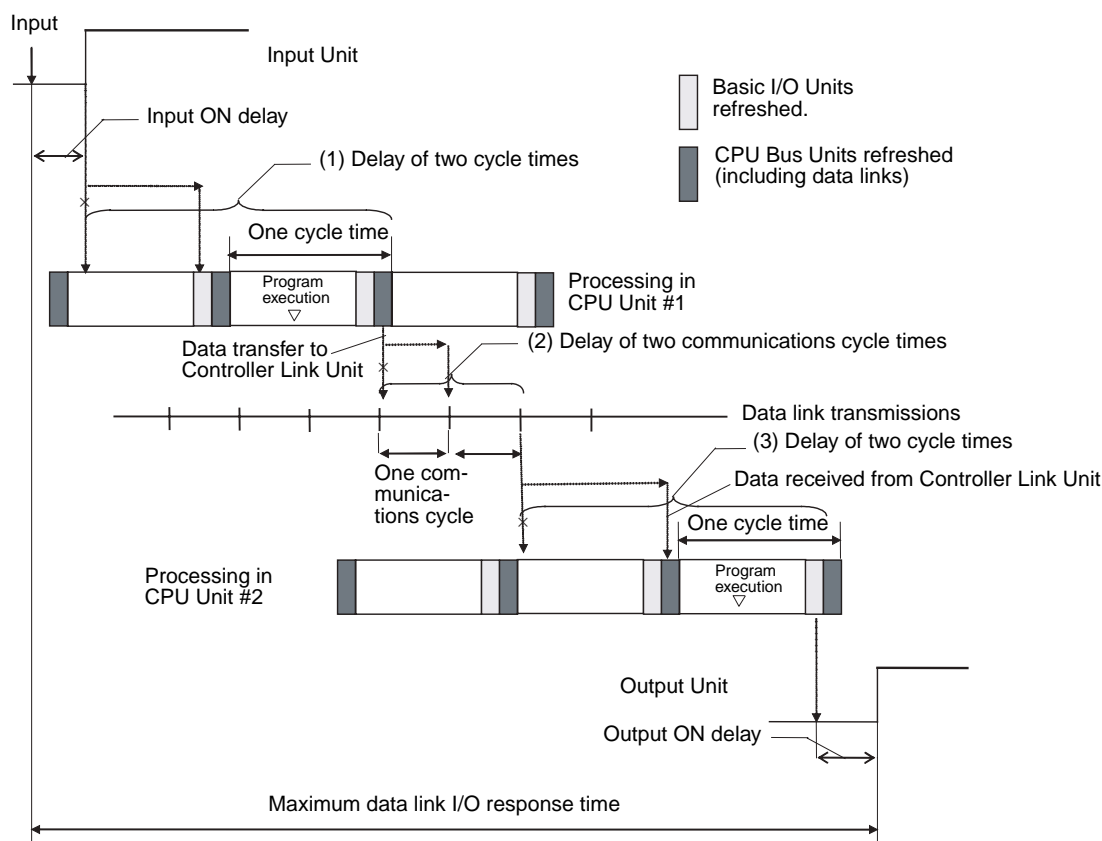 Input
Input Unit
Basic I/O Units
refreshed.
Input ON delay
CPU Bus Units refreshed
(including data links)
(1) Delay of two cycle times
One cycle time
Program
execution
Processing in
CPU Unit #1
Data transfer to
Controller Link Unit
(2) Delay of two communications cycle times
Data link transmissions
(3) Delay of two cycle times
One com-
munica-
tions cycle
Data received from Controller Link Unit
One cycle time
Processing in
CPU Unit #2
Program
execution
Output Unit
Output ON delay
Maximum data link I/O response time